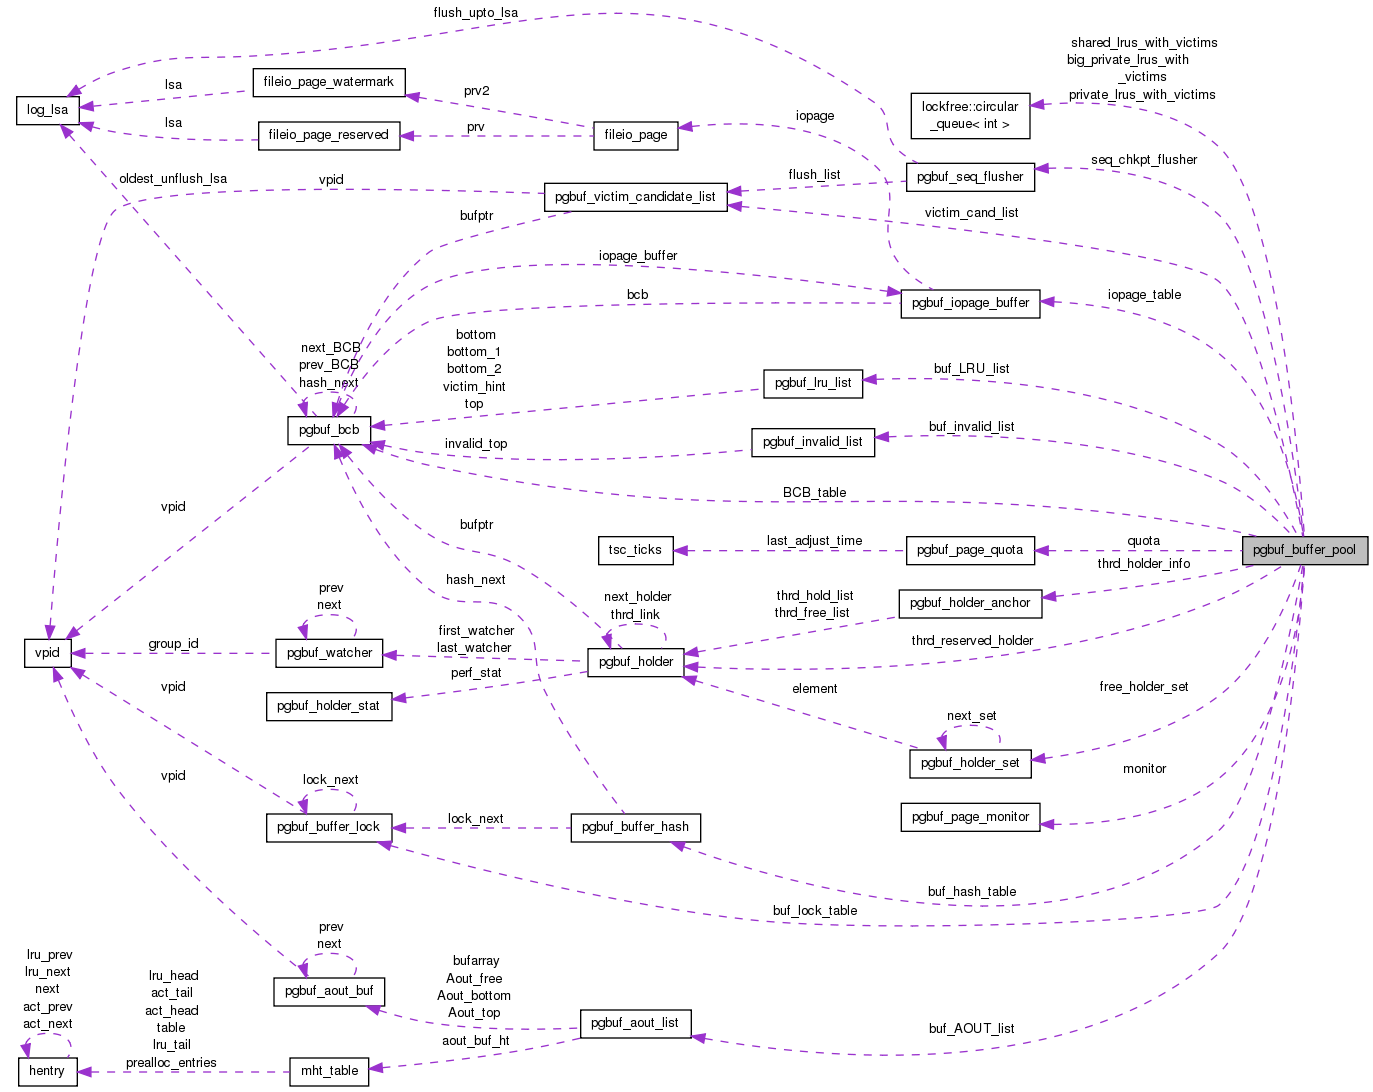 flush_upto_lsa
shared_lrus_with_victims
big_private_lrus_with
_victims
private_lrus_with_victims
fileio_page_watermark
lsa
prv2
log_lsa
lockfree::circular
_queue< int >
iopage
lsa
fileio_page_reserved
prv
fileio_page
seq_chkpt_flusher
oldest_unflush_lsa
vpid
flush_list
pgbuf_seq_flusher
pgbuf_victim_candidate_list
bufptr
victim_cand_list
iopage_buffer
bcb
pgbuf_iopage_buffer
iopage_table
next_BCB
prev_BCB
hash_next
bottom
bottom_1
bottom_2
victim_hint
top
pgbuf_lru_list
buf_LRU_list
pgbuf_bcb
invalid_top
pgbuf_invalid_list
buf_invalid_list
BCB_table
vpid
bufptr
tsc_ticks
last_adjust_time
pgbuf_page_quota
quota
pgbuf_buffer_pool
thrd_holder_info
hash_next
prev
next
next_holder
thrd_link
thrd_hold_list
thrd_free_list
pgbuf_holder_anchor
vpid
group_id
pgbuf_watcher
first_watcher
last_watcher
pgbuf_holder
thrd_reserved_holder
perf_stat
vpid
pgbuf_holder_stat
element
free_holder_set
next_set
pgbuf_holder_set
vpid
lock_next
monitor
pgbuf_buffer_lock
lock_next
pgbuf_buffer_hash
pgbuf_page_monitor
buf_hash_table
buf_lock_table
prev
next
pgbuf_aout_buf
bufarray
Aout_free
Aout_bottom
Aout_top
pgbuf_aout_list
buf_AOUT_list
lru_prev
lru_next
next
act_prev
act_next
lru_head
act_tail
act_head
table
lru_tail
prealloc_entries
aout_buf_ht
hentry
mht_table